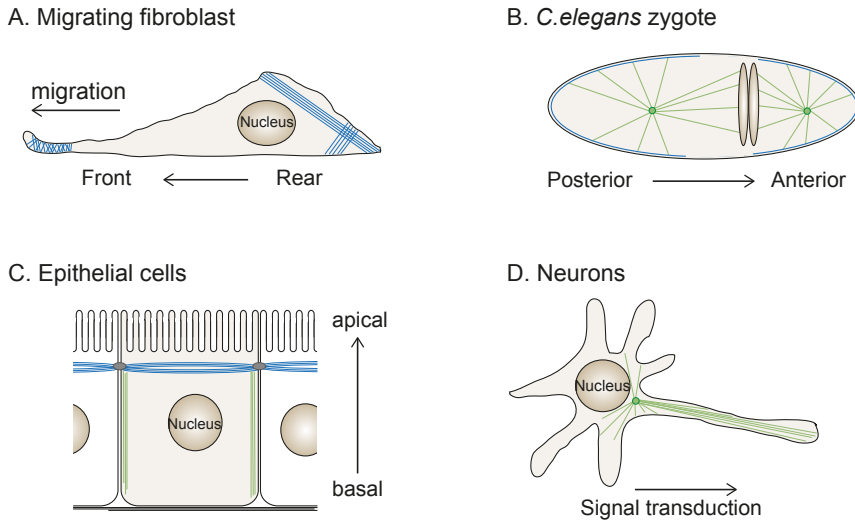 A. Migrating fibroblast
migration
Nucleus
Front
Rear
B. C.elegans zygote
Posterior
Anterior
C. Epithelial cells
apical
Nucleus
basal
D. Neurons
Nucleus
Signal transduction